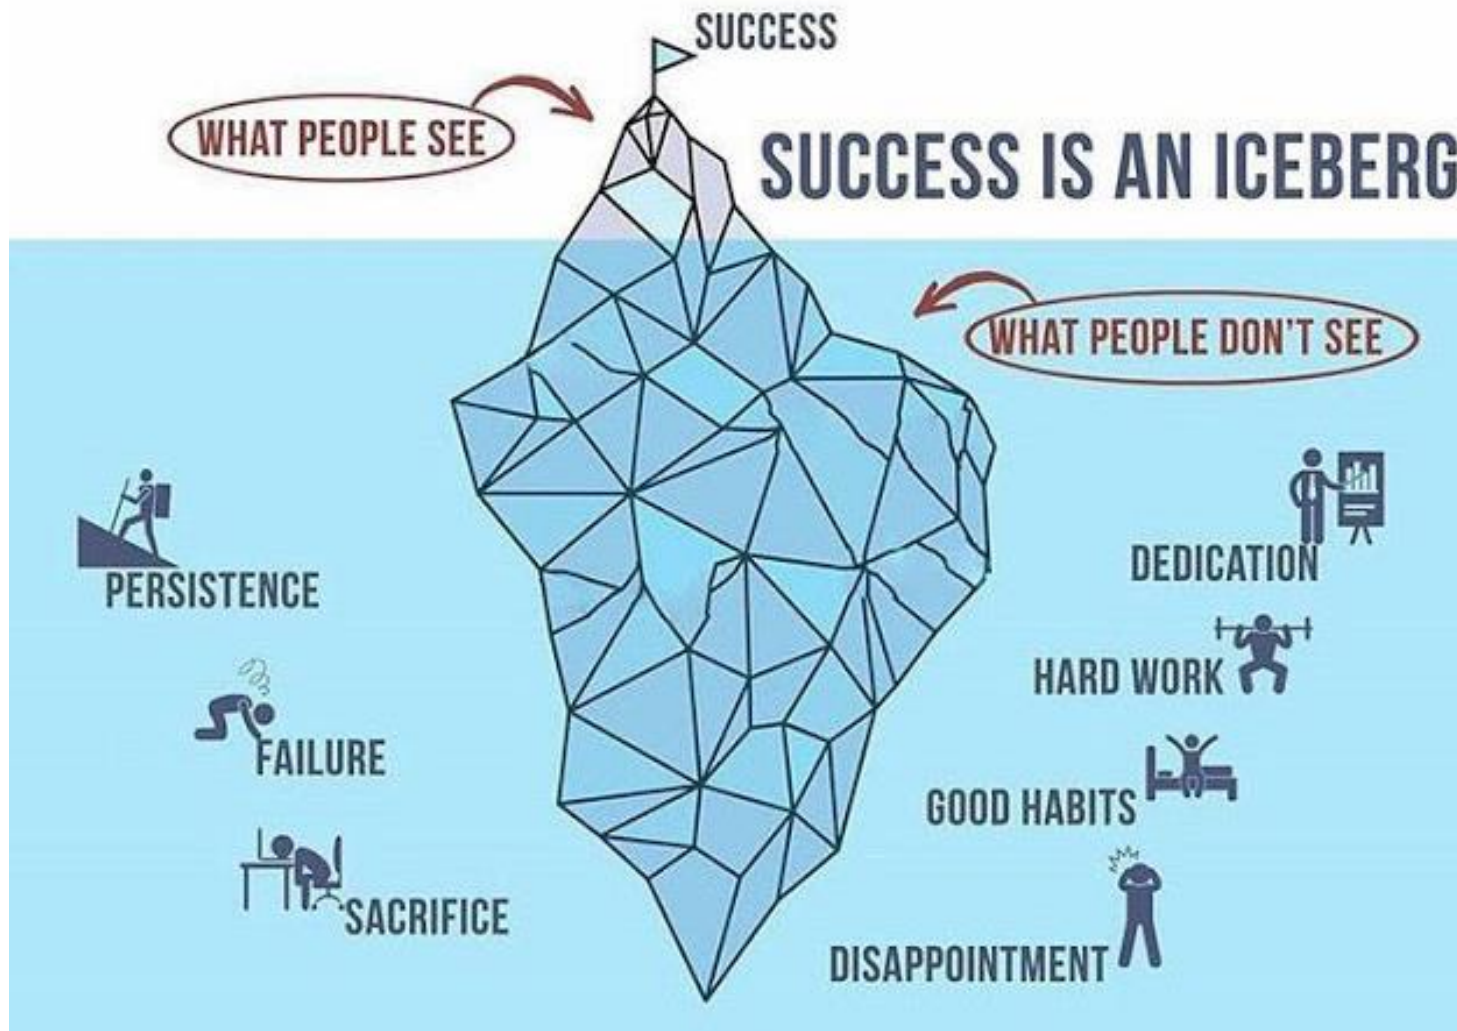 SUCCESS
WHAT PEOPLE SEE
SUCCESS IS AN ICEBERG
WHAT PEOPLE DON'T SEE
PERSISTENCE
FAILURE
SACRIFICE
DEDICATION
HARD WORK
GOOD HABITS
DISAPPOINTMENT